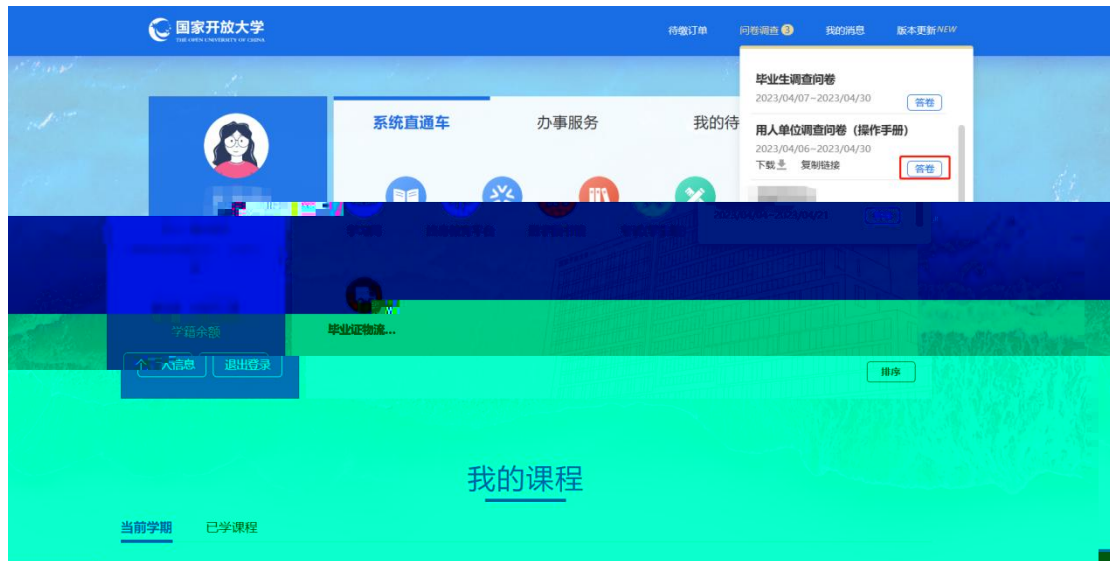 国家开放大学
THE OPEN UNIVERSITY OF CHINA
待缴订单 问卷调查 3 我的消息 版本更新NEW
毕业生调查问卷
2023/04/07~2023/04/30 答卷
用人单位调查问卷（操作手册）
2023/04/06~2023/04/30
下载 复制链接 答卷
2023/04/04~2023/04/21
系统直通车 办事服务 我的待
毕业证物流...
学籍余额
个人信息 退出登录
排序
我的课程
当前学期 已学课程